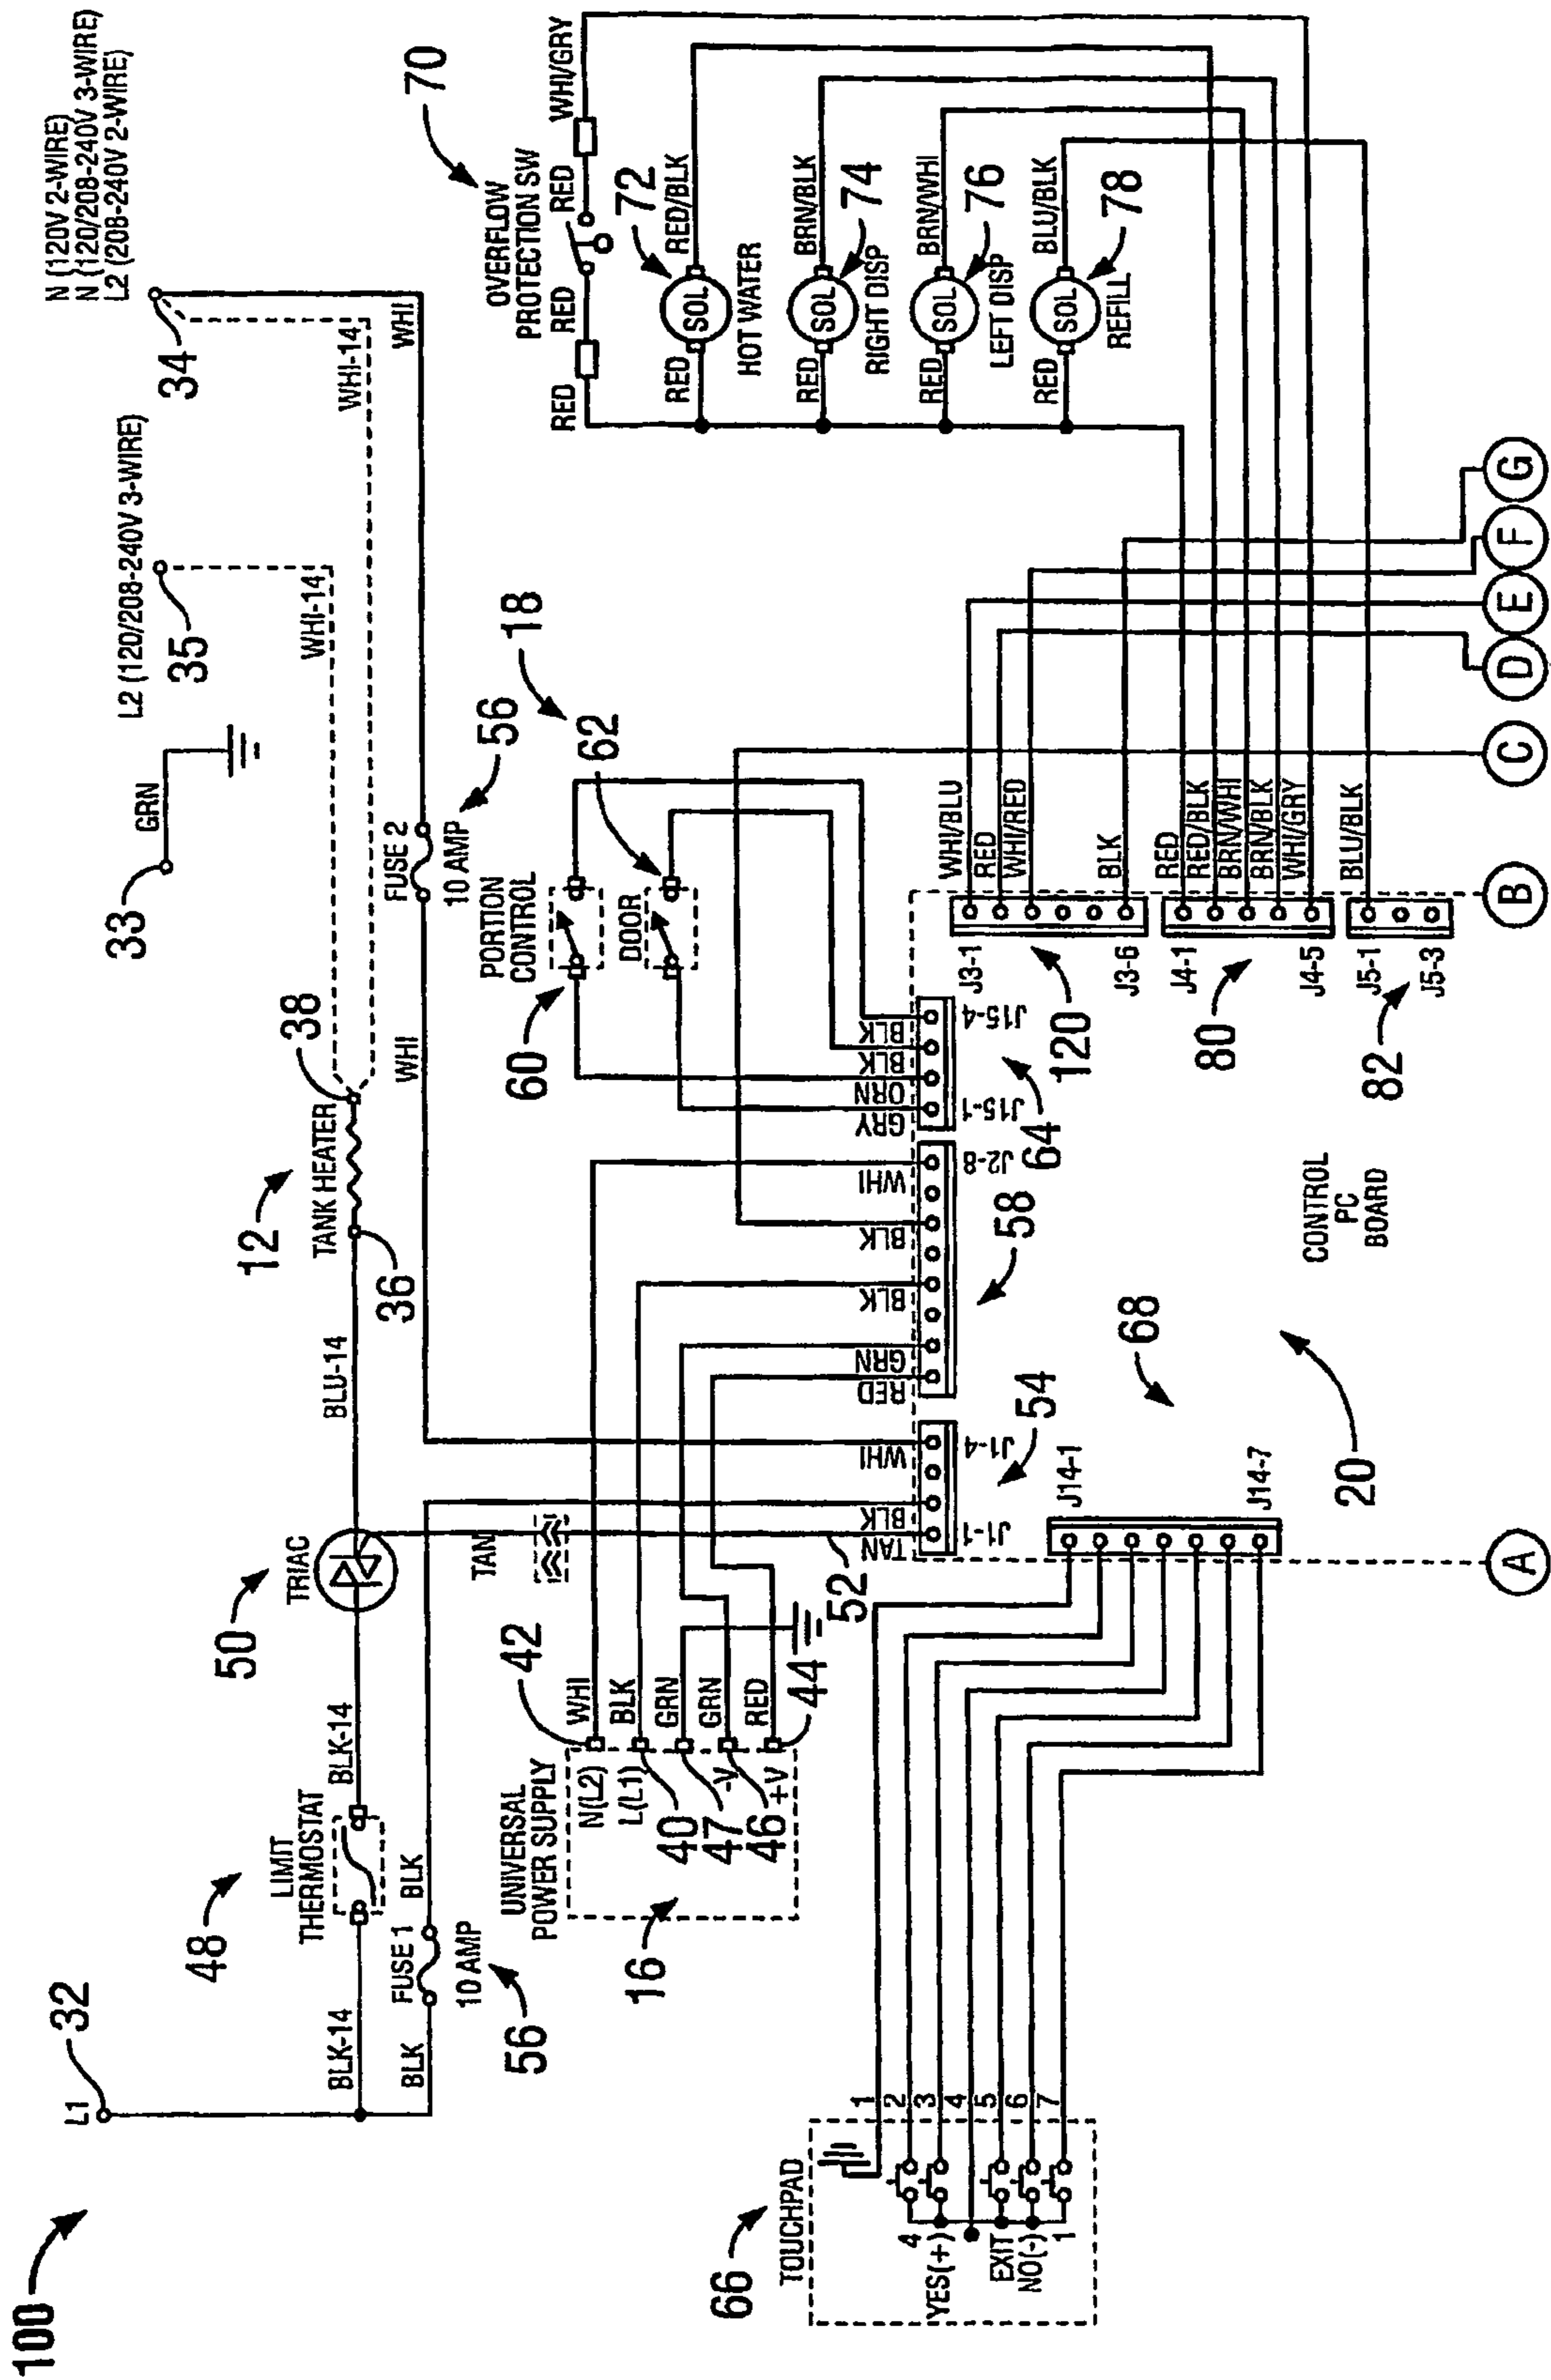 100
L1
32
N (120V 2-WIRE)
N (120/208-240V 3-WIRE)
L2 (208-240V 2-WIRE)
34
L2 (120/208-240V 3-WIRE)
35
33
GRN
WHI-14
WHI-14
WHI
48
LIMIT
THERMOSTAT
BLK-14
BLK-14
50
TRIAC
BLU-14
12
TANK HEATER
36
38
BLK
FUSE 1
10 AMP
56
BLK
WHI
FUSE 2
10 AMP
56
TAN
52
UNIVERSAL
POWER SUPPLY
16
N(L2)
L(L1)
-V
+V
42
40
47
46
44
WHI
BLK
GRN
GRN
RED
PORTION
CONTROL
60
DOOR
62
18
70
OVERFLOW
PROTECTION SW
RED
RED
RED
WHI/GRY
72
RED
SOL
RED/BLK
HOT WATER
74
RED
SOL
BRN/BLK
RIGHT DISP
76
RED
SOL
BRN/WHI
LEFT DISP
78
RED
SOL
BLU/BLK
REFILL
TAN
BLK
WHI
J1-1
J1-4
54
RED
GRN
BLK
BLK
WHI
J2-8
58
GRY
ORN
BLK
BLK
J15-1
J15-4
64
WHI/BLU
RED
WHI/RED
BLK
J3-1
J3-6
120
RED
RED/BLK
BRN/WHI
BRN/BLK
WHI/GRY
J4-1
J4-5
80
BLU/BLK
J5-1
J5-3
82
66
TOUCHPAD
4
YES(+)
EXIT
NO(-)
1
1
2
3
4
5
6
7
J14-1
J14-7
68
20
CONTROL
PC
BOARD
A
B
C
D
E
F
G